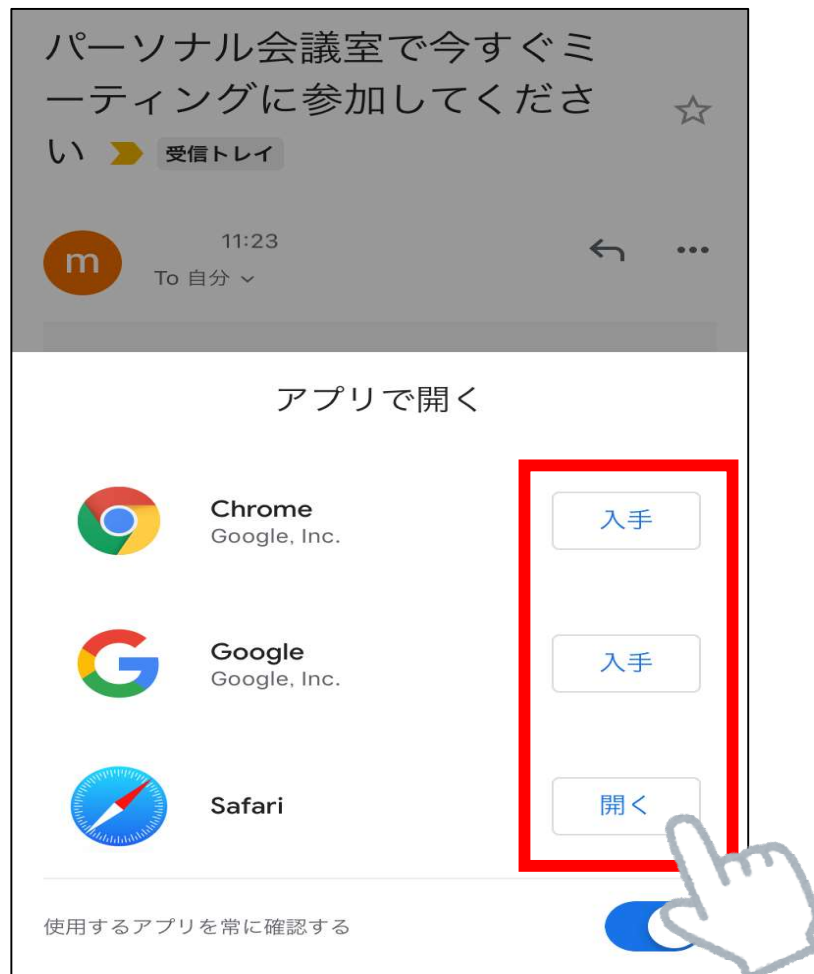 パーソナル会議室で今すぐミ
ーティングに参加してくださ
い 受信トレイ
m
11:23
To 自分
アプリで開く
Chrome 入手
Google, Inc.
Google 入手
Google, Inc.
Safari 開く
使用するアプリを常に確認する